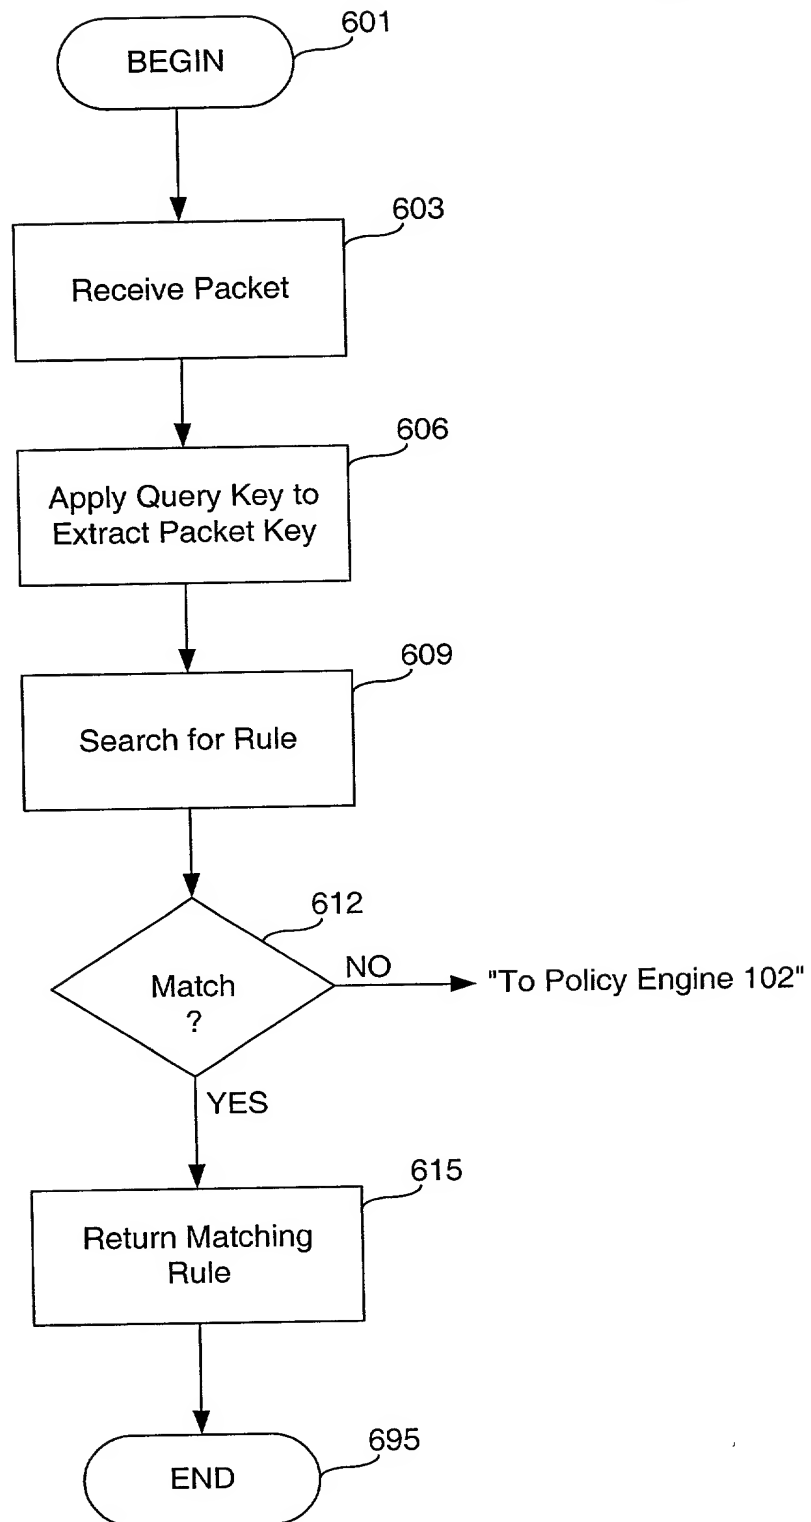 601
BEGIN
603
Receive Packet
606
Apply Query Key to
Extract Packet Key
609
Search for Rule
612
Match
?
NO
"To Policy Engine 102"
YES
615
Return Matching
Rule
695
END